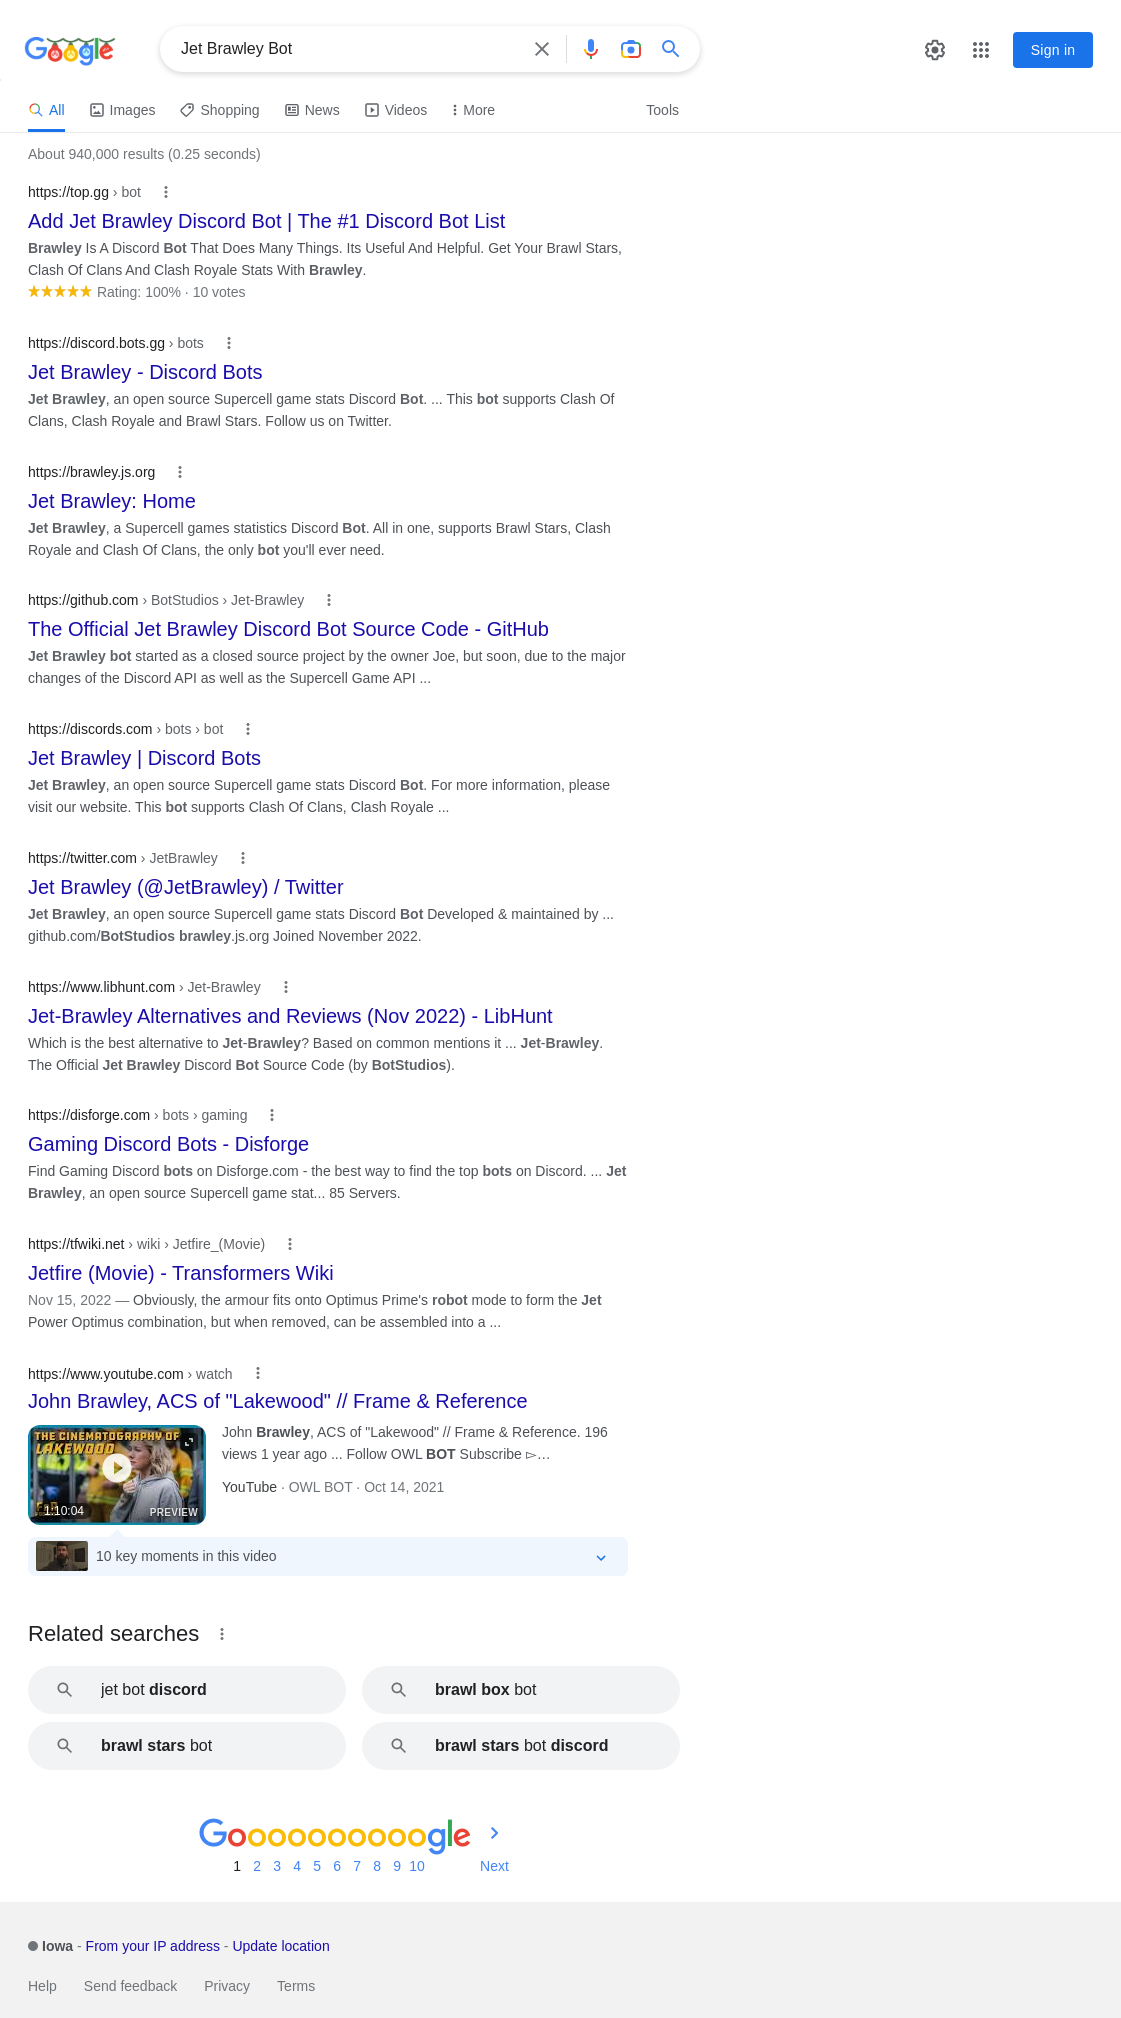 Google
Jet Brawley Bot
Sign in
All
Images
Shopping
News
Videos
More
Tools
About 940,000 results (0.25 seconds)
https://top.gg › bot
Add Jet Brawley Discord Bot | The #1 Discord Bot List
Brawley Is A Discord Bot That Does Many Things. Its Useful And Helpful. Get Your Brawl Stars,
Clash Of Clans And Clash Royale Stats With Brawley.
Rating: 100% · 10 votes
https://discord.bots.gg › bots
Jet Brawley - Discord Bots
Jet Brawley, an open source Supercell game stats Discord Bot. ... This bot supports Clash Of
Clans, Clash Royale and Brawl Stars. Follow us on Twitter.
https://brawley.js.org
Jet Brawley: Home
Jet Brawley, a Supercell games statistics Discord Bot. All in one, supports Brawl Stars, Clash
Royale and Clash Of Clans, the only bot you'll ever need.
https://github.com › BotStudios › Jet-Brawley
The Official Jet Brawley Discord Bot Source Code - GitHub
Jet Brawley bot started as a closed source project by the owner Joe, but soon, due to the major
changes of the Discord API as well as the Supercell Game API ...
https://discords.com › bots › bot
Jet Brawley | Discord Bots
Jet Brawley, an open source Supercell game stats Discord Bot. For more information, please
visit our website. This bot supports Clash Of Clans, Clash Royale ...
https://twitter.com › JetBrawley
Jet Brawley (@JetBrawley) / Twitter
Jet Brawley, an open source Supercell game stats Discord Bot Developed & maintained by ...
github.com/BotStudios brawley.js.org Joined November 2022.
https://www.libhunt.com › Jet-Brawley
Jet-Brawley Alternatives and Reviews (Nov 2022) - LibHunt
Which is the best alternative to Jet-Brawley? Based on common mentions it ... Jet-Brawley.
The Official Jet Brawley Discord Bot Source Code (by BotStudios).
https://disforge.com › bots › gaming
Gaming Discord Bots - Disforge
Find Gaming Discord bots on Disforge.com - the best way to find the top bots on Discord. ... Jet
Brawley, an open source Supercell game stat... 85 Servers.
https://tfwiki.net › wiki › Jetfire_(Movie)
Jetfire (Movie) - Transformers Wiki
Nov 15, 2022 — Obviously, the armour fits onto Optimus Prime's robot mode to form the Jet
Power Optimus combination, but when removed, can be assembled into a ...
https://www.youtube.com › watch
John Brawley, ACS of "Lakewood" // Frame & Reference
THE CINEMATOGRAPHY OF
LAKEWOOD
1:10:04
PREVIEW
John Brawley, ACS of "Lakewood" // Frame & Reference. 196
views 1 year ago ... Follow OWL BOT Subscribe ▻…
YouTube · OWL BOT · Oct 14, 2021
10 key moments in this video
Related searches
jet bot discord
brawl box bot
brawl stars bot
brawl stars bot discord
Goooooooooogle
1 2 3 4 5 6 7 8 9 10 Next
Iowa - From your IP address - Update location
Help
Send feedback
Privacy
Terms